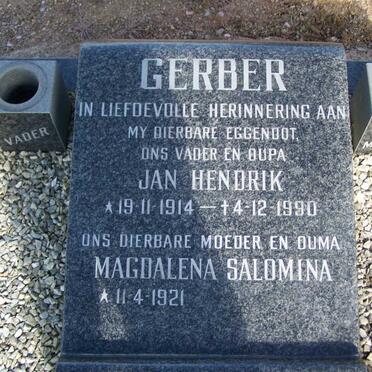 GERBER
IN LIEFDEVOLLE HERINNERING AAN
MY DIERBARE EGGENOOT,
ONS VADER EN OUPA
JAN HENDRIK
*19-11-1914 — †4-12-1990
ONS DIERBARE MOEDER EN OUMA
MAGDALENA SALOMINA
*11-4-1921
VADER